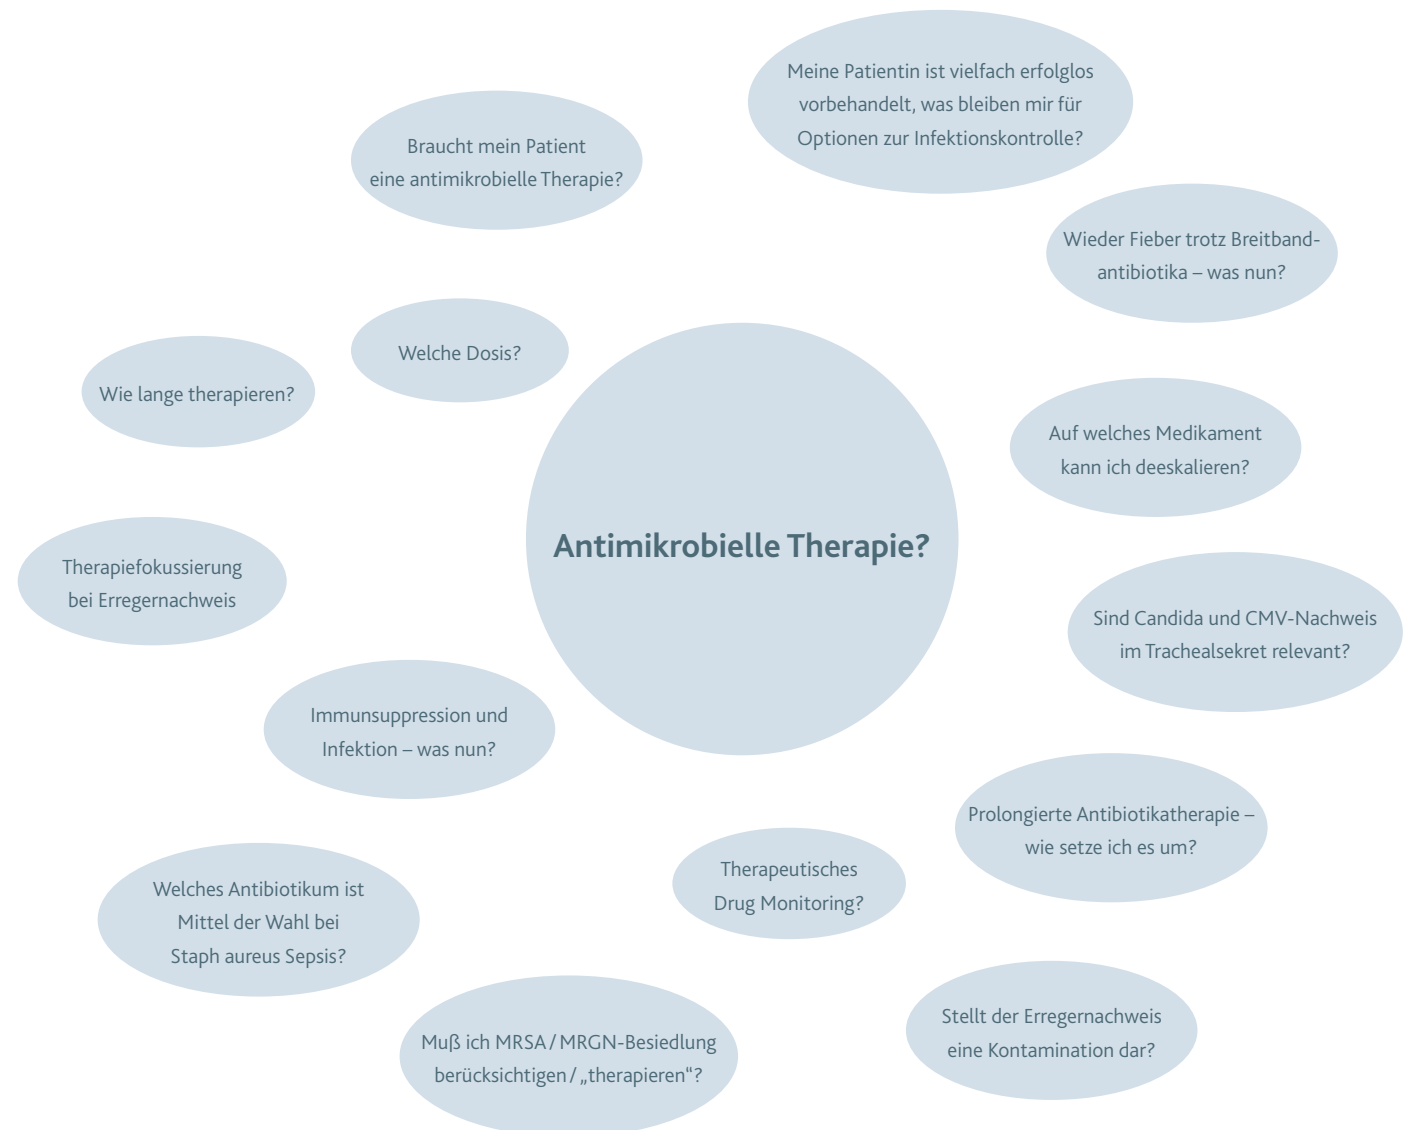 Meine Patientin ist vielfach erfolglos
vorbehandelt, was bleiben mir für
Optionen zur Infektionskontrolle?
Braucht mein Patient
eine antimikrobielle Therapie?
Wieder Fieber trotz Breitband-
antibiotika – was nun?
Welche Dosis?
Wie lange therapieren?
Auf welches Medikament
kann ich deeskalieren?
Antimikrobielle Therapie?
Therapiefokussierung
bei Erregernachweis
Sind Candida und CMV-Nachweis
im Trachealsekret relevant?
Immunsuppression und
Infektion – was nun?
Prolongierte Antibiotikatherapie –
wie setze ich es um?
Therapeutisches
Drug Monitoring?
Welches Antibiotikum ist
Mittel der Wahl bei
Staph aureus Sepsis?
Stellt der Erregernachweis
eine Kontamination dar?
Muß ich MRSA / MRGN-Besiedlung
berücksichtigen / „therapieren“?